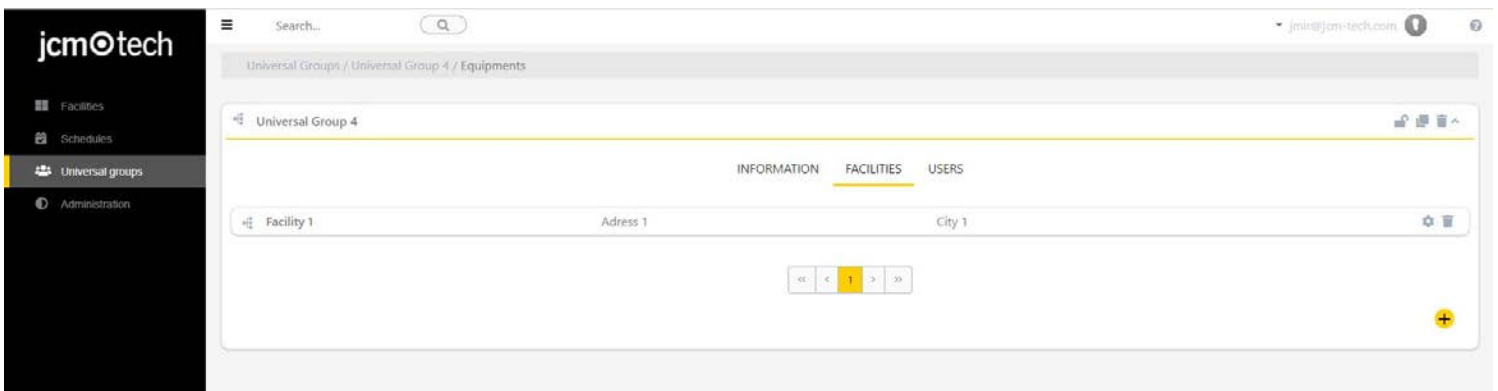 jcm tech
Search...
jmir@jcm-tech.com
Universal Groups / Universal Group 4 / Equipments
Facilities
Schedules
Universal groups
Administration
Universal Group 4
INFORMATION FACILITIES USERS
Facility 1 Adress 1 City 1
« < 1 > »